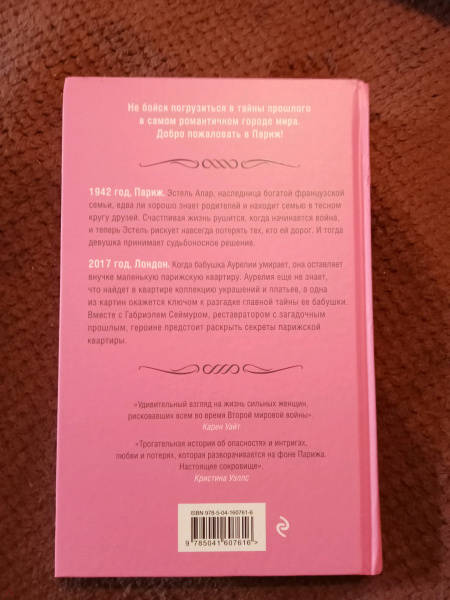 Не бойся погрузиться в тайны прошлого
в самом романтичном городе мира.
Добро пожаловать в Париж!
1942 год, Париж. Эстель Алар, наследница богатой французской
семьи, едва ли хорошо знает родителей и находит семью в тесном
кругу друзей. Счастливая жизнь рушится, когда начинается война,
и теперь Эстель рискует навсегда потерять тех, кто ей дорог. И тогда
девушка принимает судьбоносное решение.
2017 год, Лондон. Когда бабушка Аурелии умирает, она оставляет
внучке маленькую парижскую квартиру. Аурелия еще не знает,
что найдет в квартире коллекцию украшений и платьев, а одна
из картин окажется ключом к разгадке главной тайны ее бабушки.
Вместе с Габриэлем Сеймуром, реставратором с загадочным
прошлым, героине предстоит раскрыть секреты парижской
квартиры.
«Удивительный взгляд на жизнь сильных женщин,
рисковавших всем во время Второй мировой войны».
Карен Уайт
«Трогательная история об опасностях и интригах,
любви и потерях, которая разворачивается на фоне Парижа.
Настоящее сокровище».
Кристина Уэллс
ISBN 978-5-04-160761-6
9 785041 607616 >